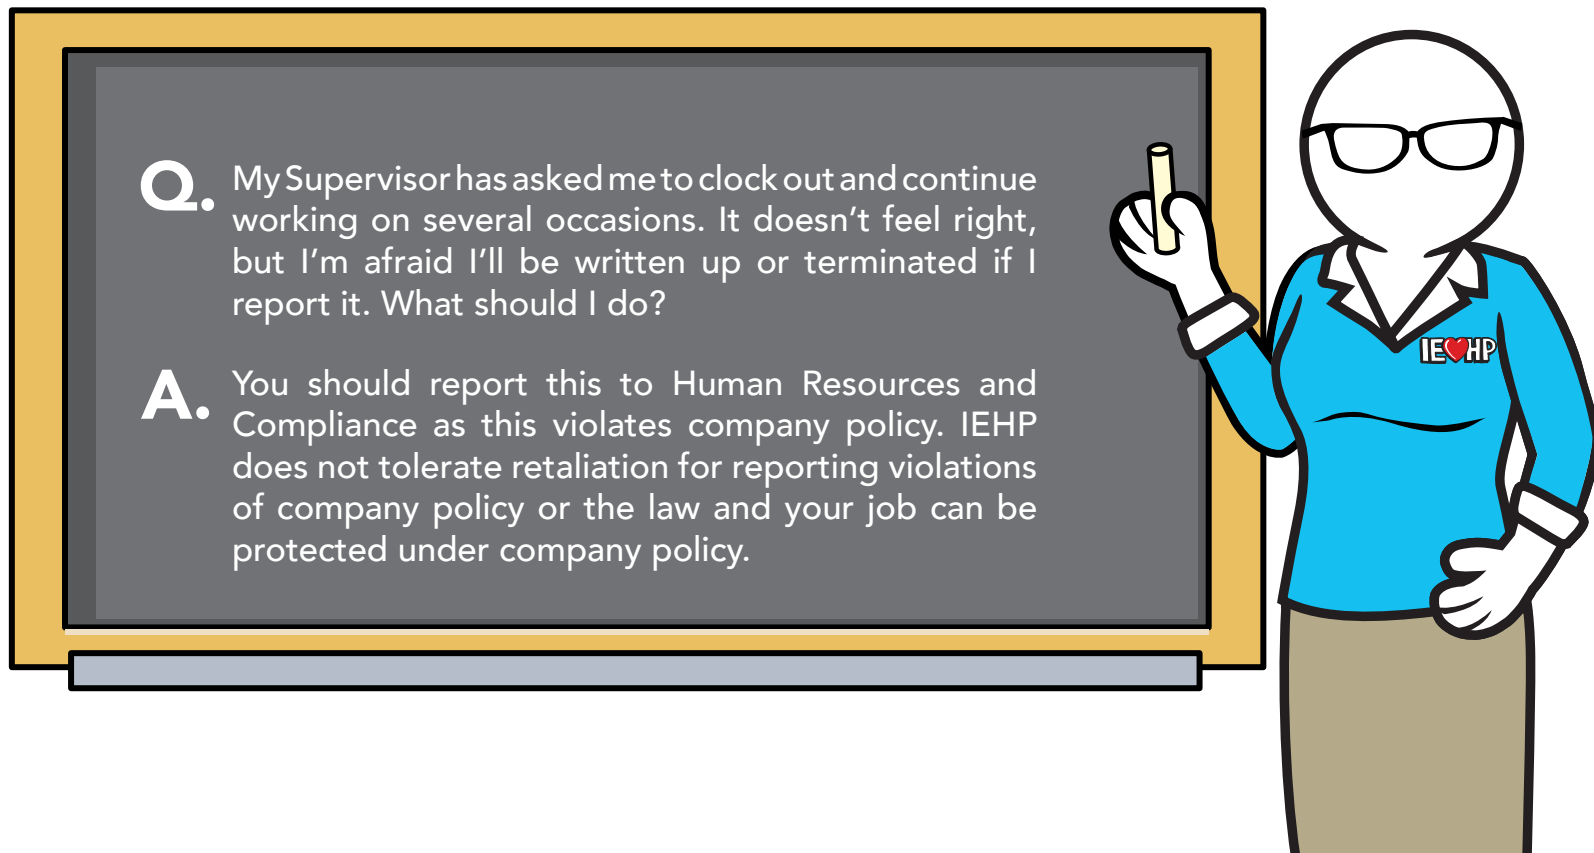 Q. My Supervisor has asked me to clock out and continue
working on several occasions. It doesn’t feel right,
but I’m afraid I’ll be written up or terminated if I
report it. What should I do?
A. You should report this to Human Resources and
Compliance as this violates company policy. IEHP
does not tolerate retaliation for reporting violations
of company policy or the law and your job can be
protected under company policy.
IEHP